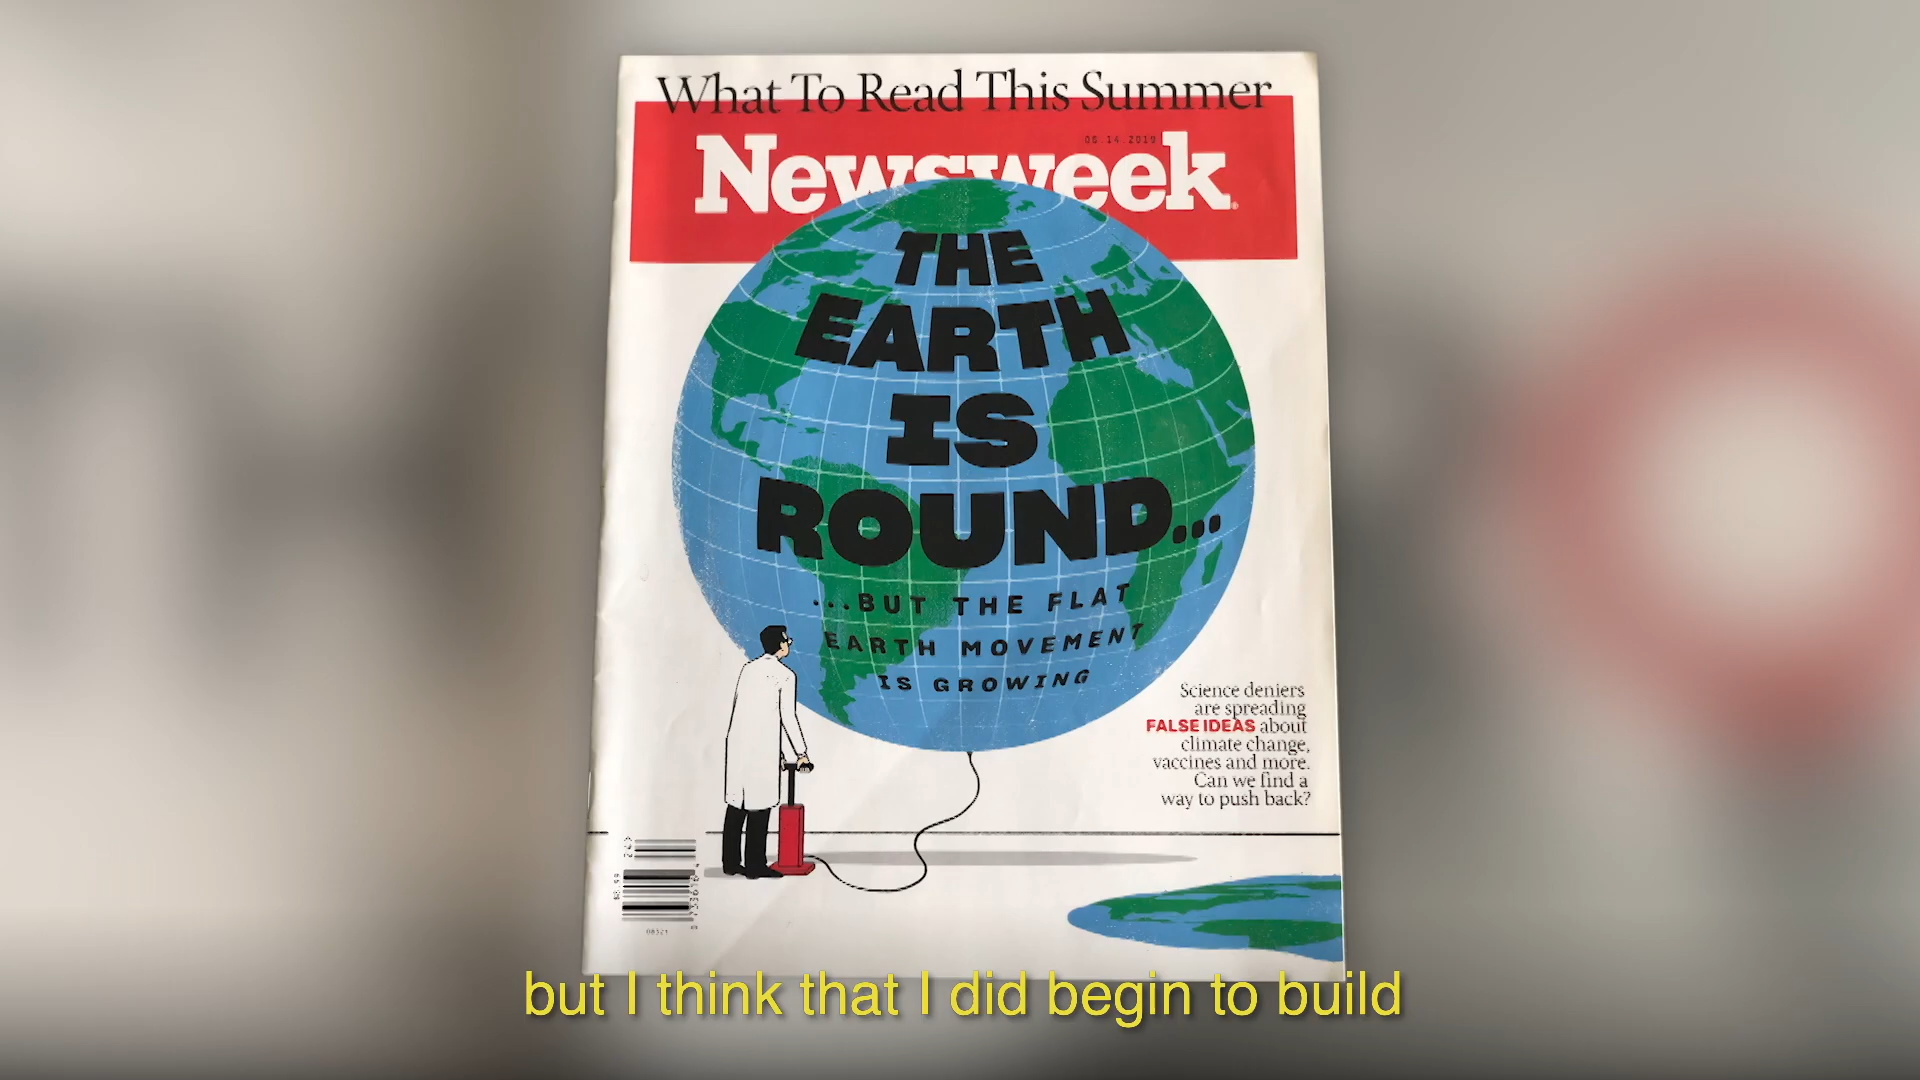 What To Read This Summer
06.14.2019
Newsweek
THE
EARTH
IS
ROUND...
...BUT THE FLAT
EARTH MOVEMENT
IS GROWING
Science deniers
are spreading
FALSE IDEAS about
climate change,
vaccines and more.
Can we find a
way to push back?
but I think that I did begin to build